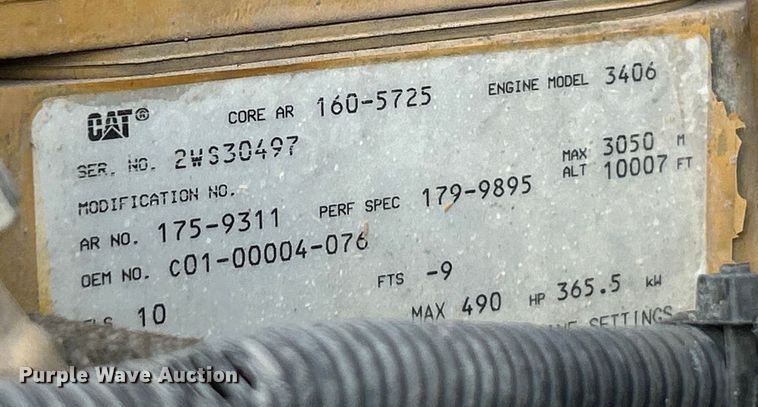 CAT® CORE AR 160-5725 ENGINE MODEL 3406
SER. NO. 2WS30497
MODIFICATION NO. MAX ALT 3050 M 10007 FT
AR NO. 175-9311 PERF SPEC 179-9895
OEM NO. C01-00004-076
FTS -9
10 MAX 490 HP 365.5 kW
SETTINGS
Purple Wave Auction